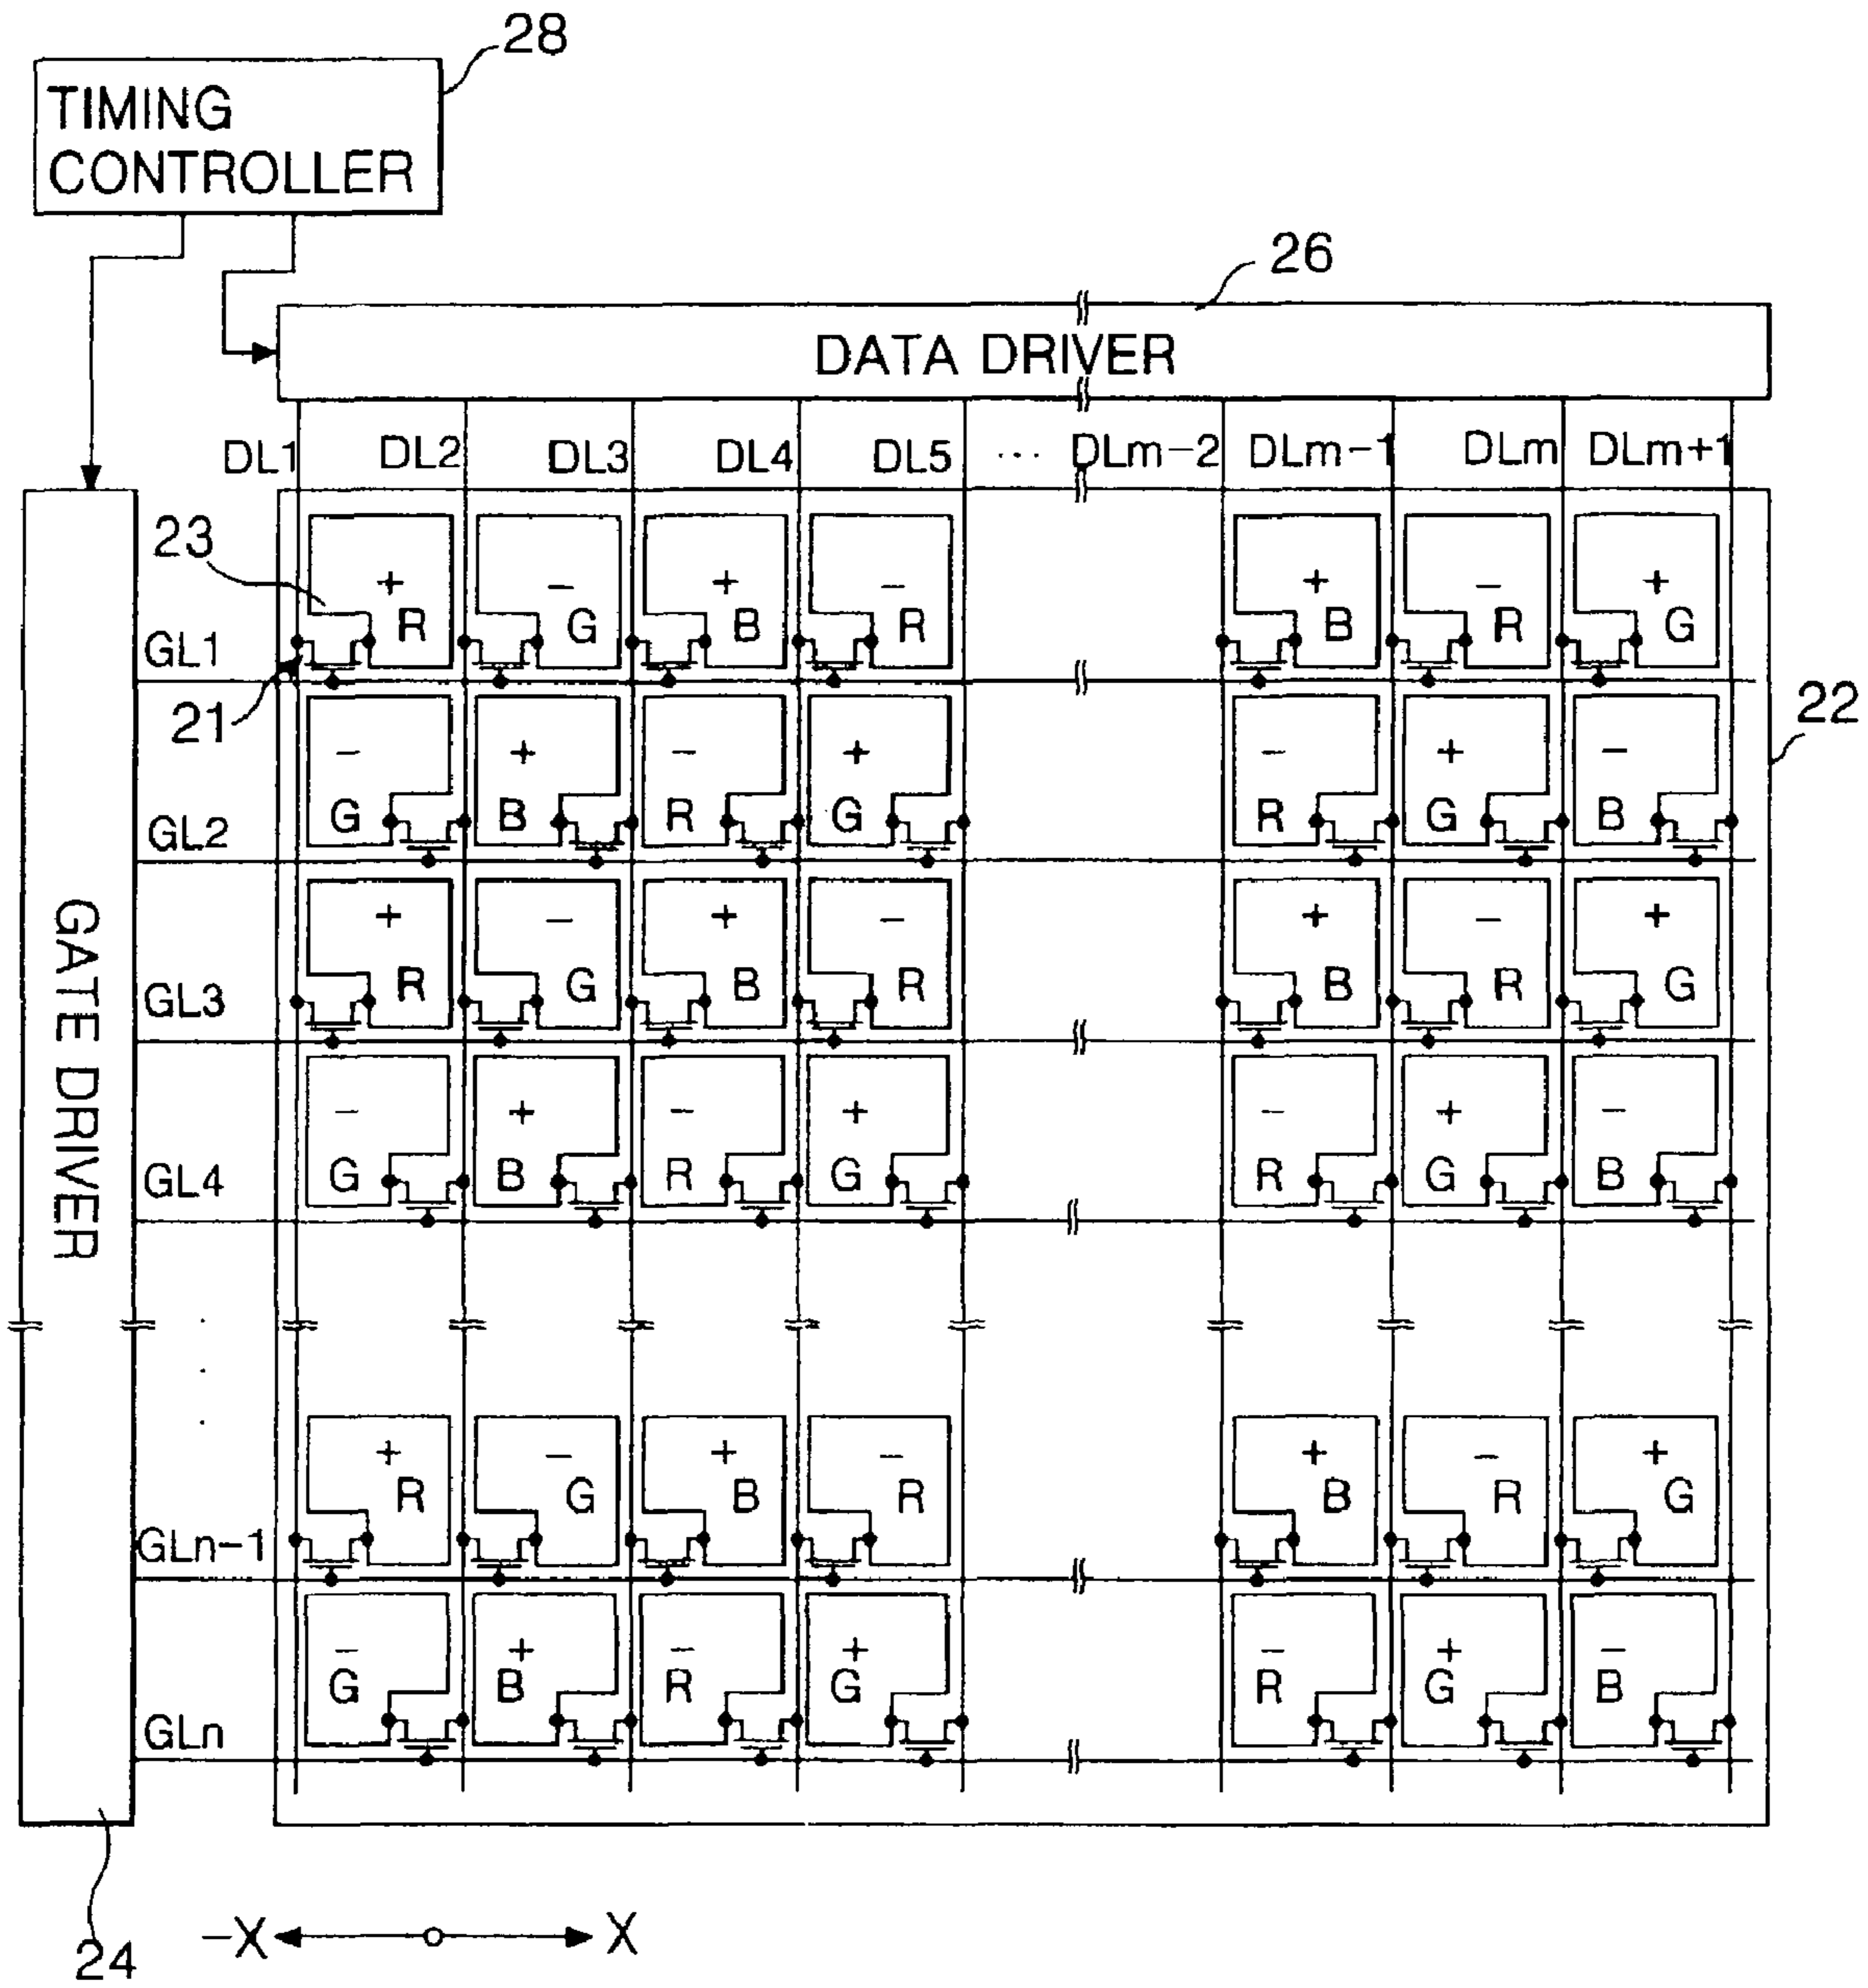 28
TIMING
CONTROLLER
26
DATA DRIVER
DL1 DL2 DL3 DL4 DL5 ... DLm-2 DLm-1 DLm DLm+1
23
+ - + - + - +
R G B R B R G
GL1
21
22
- + - + - + -
G B R G R G B
GL2
+ - + - + - +
R G B R B R G
GL3
- + - + - + -
G B R G R G B
GL4
GATE DRIVER
+ - + - + - +
R G B R B R G
GLn-1
- + - + - + -
G B R G R G B
GLn
24
-X X